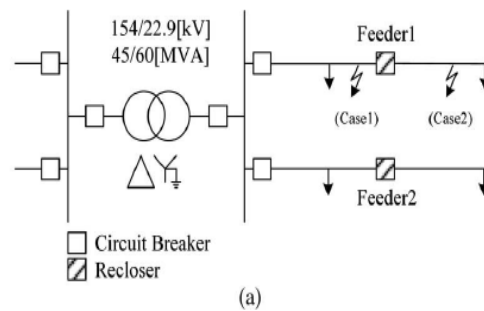 154/22.9[kV]
45/60[MVA]
Feeder1
(Case1)
(Case2)
Feeder2
Circuit Breaker
Recloser
(a)